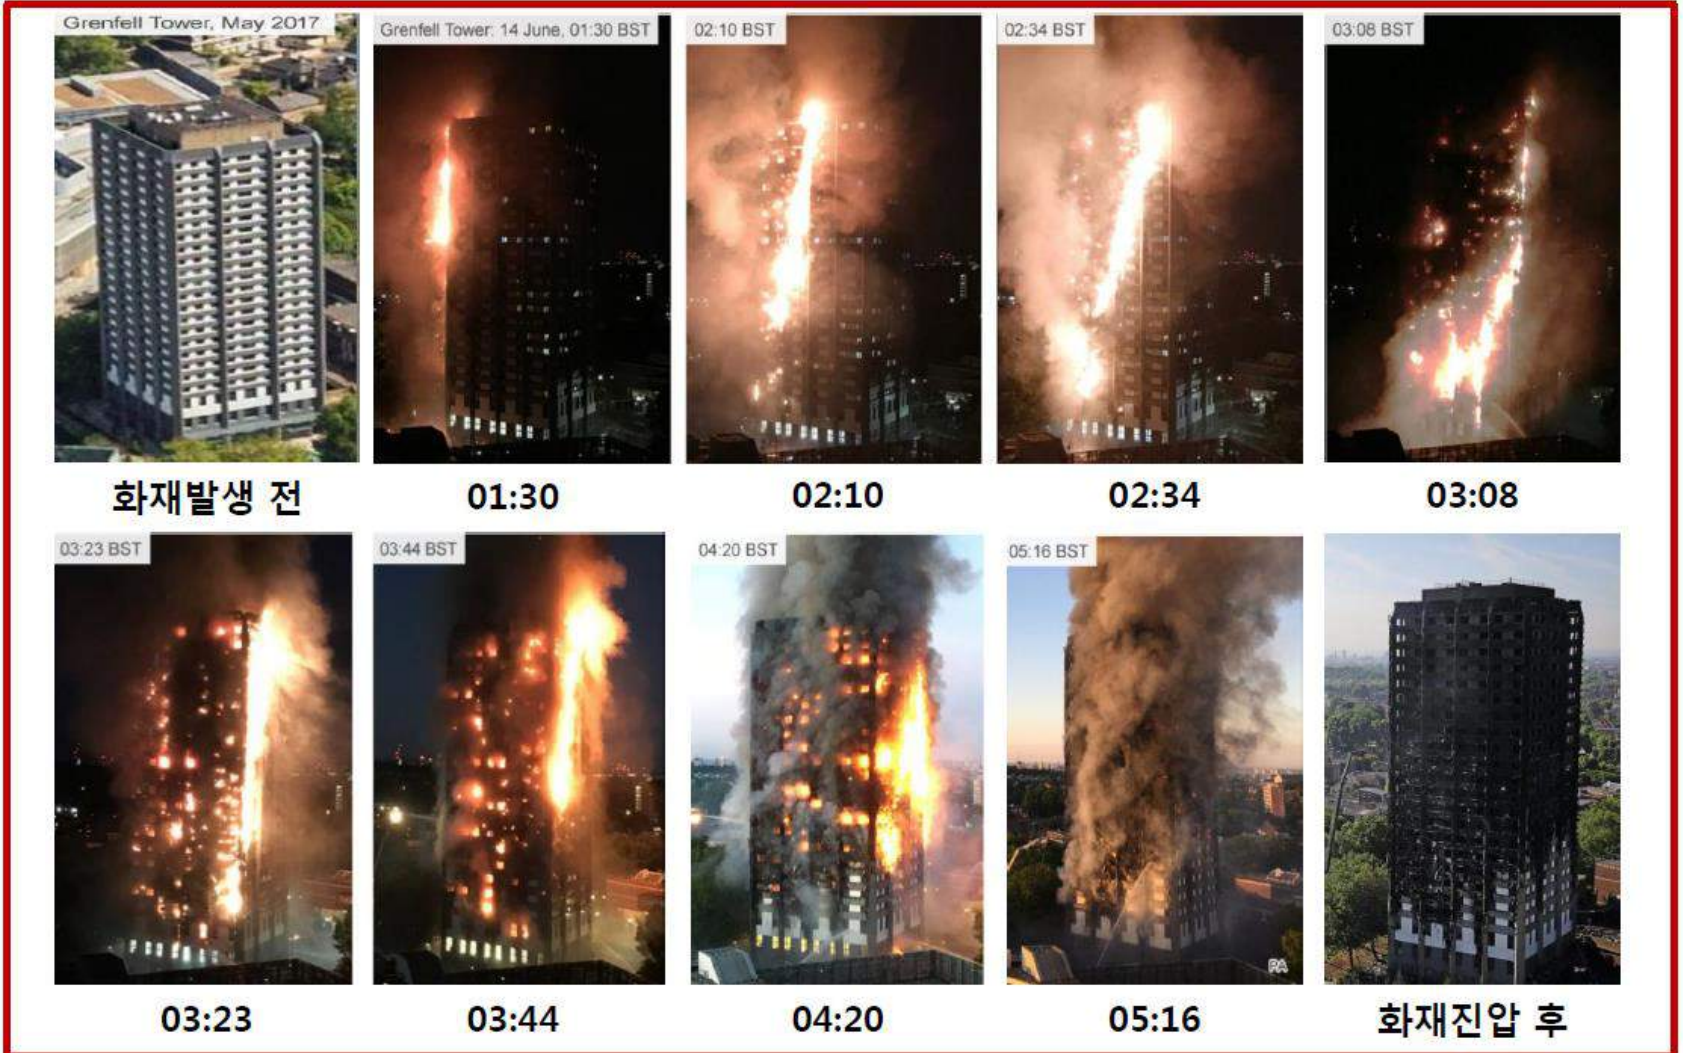 Grenfell Tower, May 2017
Grenfell Tower: 14 June, 01:30 BST
02:10 BST
02:34 BST
03:08 BST
화재발생 전
01:30
02:10
02:34
03:08
03:23 BST
03:44 BST
04:20 BST
05:16 BST
PA
03:23
03:44
04:20
05:16
화재진압 후